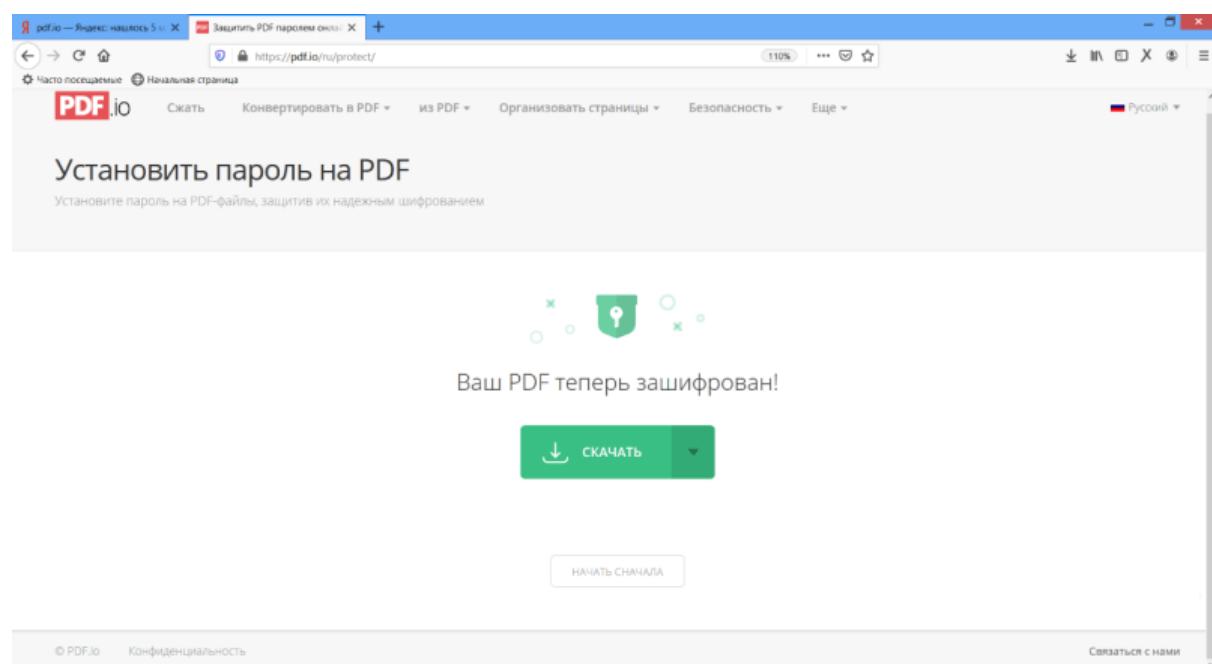 pdf.io — Яндекс: нашлось 5
Защитить PDF паролем онлай
https://pdf.io/ru/protect/
110%
Часто посещаемые Начальная страница
PDF.io Сжать Конвертировать в PDF из PDF Организовать страницы Безопасность Еще Русский
Установить пароль на PDF
Установите пароль на PDF-файлы, защитив их надежным шифрованием
Ваш PDF теперь зашифрован!
СКАЧАТЬ
НАЧАТЬ СНАЧАЛА
© PDF.io Конфиденциальность Связаться с нами